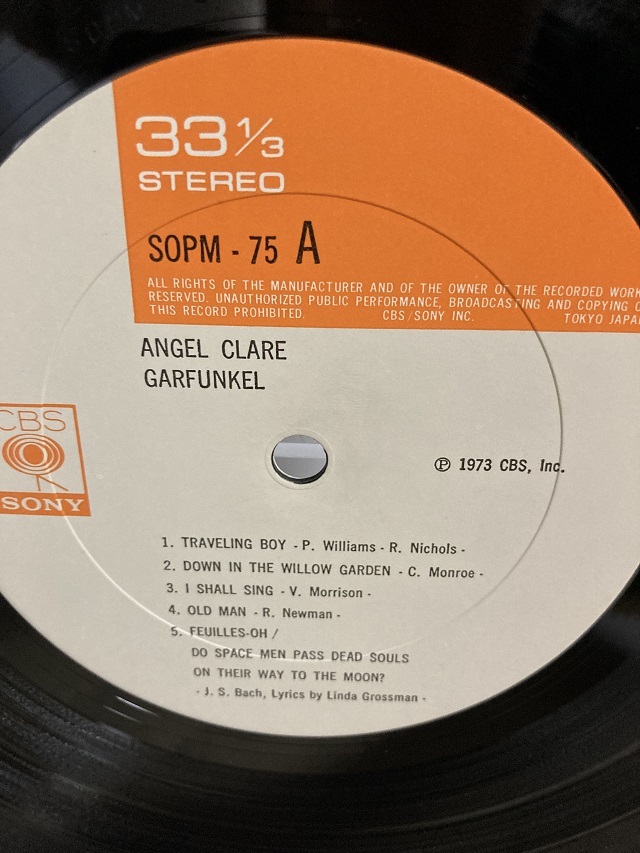 33 1/3
STEREO
SOPM - 75 A
ALL RIGHTS OF THE MANUFACTURER AND OF THE OWNER OF THE RECORDED WORK
RESERVED. UNAUTHORIZED PUBLIC PERFORMANCE, BROADCASTING AND COPYING O
THIS RECORD PROHIBITED. CBS/SONY INC. TOKYO JAPA
ANGEL CLARE
GARFUNKEL
CBS
SONY
℗ 1973 CBS, Inc.
1. TRAVELING BOY - P. Williams - R. Nichols -
2. DOWN IN THE WILLOW GARDEN - C. Monroe -
3. I SHALL SING - V. Morrison -
4. OLD MAN - R. Newman -
5. FEUILLES-OH /
DO SPACE MEN PASS DEAD SOULS
ON THEIR WAY TO THE MOON?
- J. S. Bach, Lyrics by Linda Grossman -